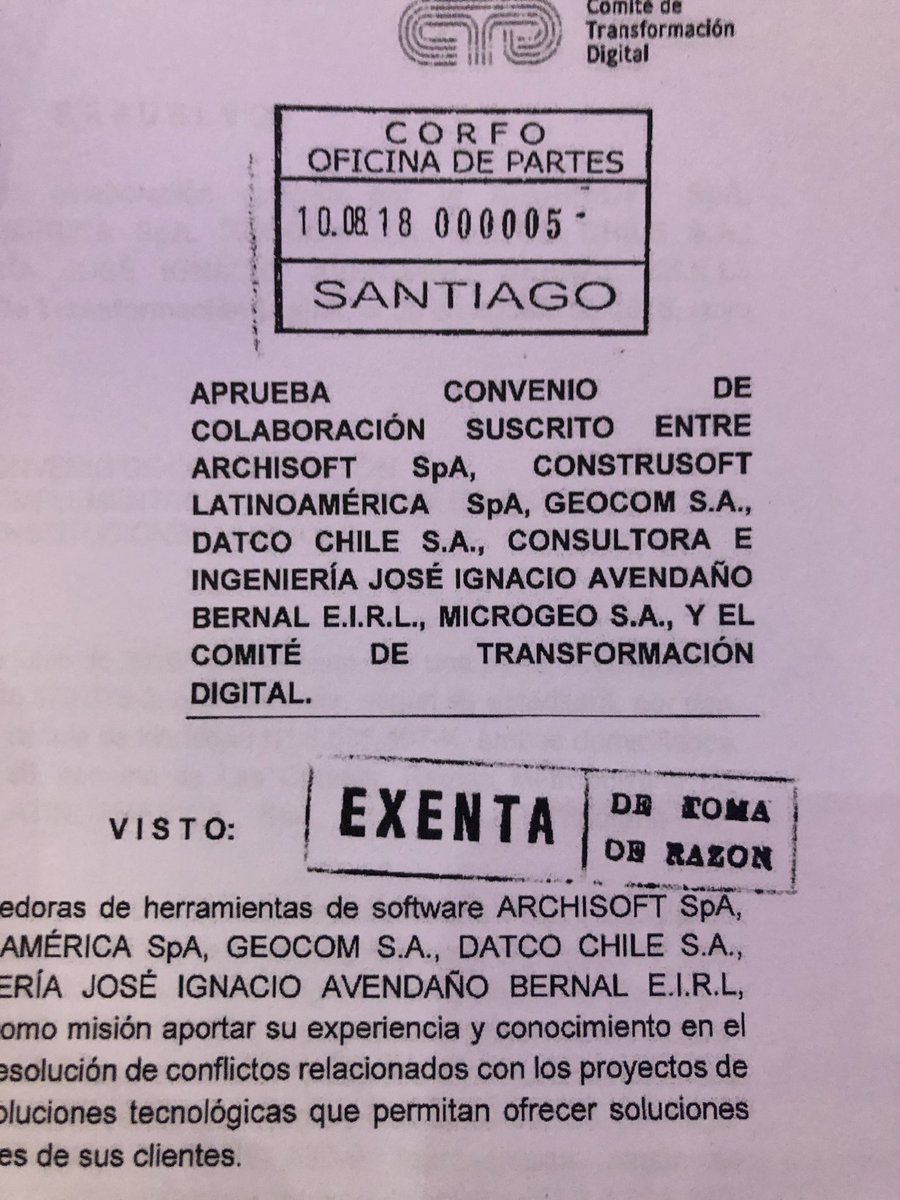 Comité de
Transformación
Digital
CORFO
OFICINA DE PARTES
10.08.18 000005-
SANTIAGO
APRUEBA CONVENIO DE
COLABORACIÓN SUSCRITO ENTRE
ARCHISOFT SpA, CONSTRUSOFT
LATINOAMÉRICA SpA, GEOCOM S.A.,
DATCO CHILE S.A., CONSULTORA E
INGENIERÍA JOSÉ IGNACIO AVENDAÑO
BERNAL E.I.R.L., MICROGEO S.A., Y EL
COMITÉ DE TRANSFORMACIÓN
DIGITAL.
VISTO:
EXENTA
DE TOMA
DE RAZON
edoras de herramientas de software ARCHISOFT SpA,
AMÉRICA SpA, GEOCOM S.A., DATCO CHILE S.A.,
ERÍA JOSÉ IGNACIO AVENDAÑO BERNAL E.I.R.L,
omo misión aportar su experiencia y conocimiento en el
esolución de conflictos relacionados con los proyectos de
oluciones tecnológicas que permitan ofrecer soluciones
es de sus clientes.